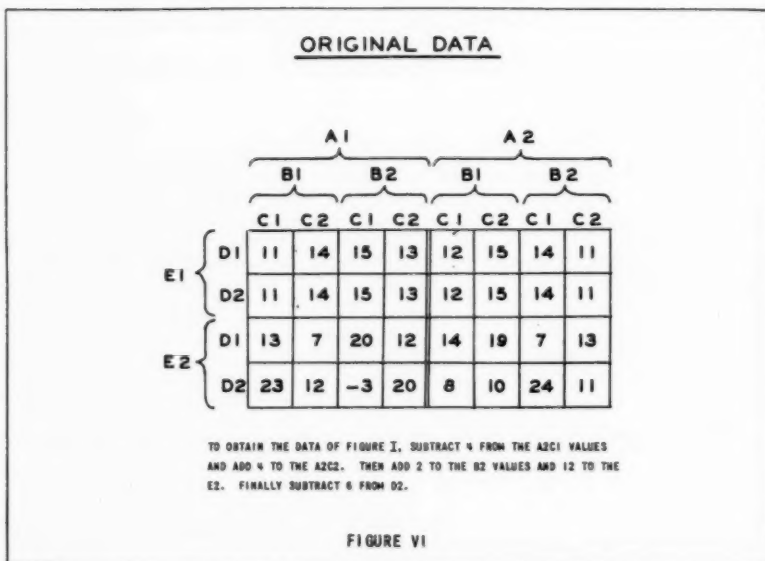 ORIGINAL DATA
A1 A2
B1 B2 B1 B2
C1 C2 C1 C2 C1 C2 C1 C2
E1
D1 11 14 15 13 12 15 14 11
D2 11 14 15 13 12 15 14 11
E2
D1 13 7 20 12 14 19 7 13
D2 23 12 -3 20 8 10 24 11
TO OBTAIN THE DATA OF FIGURE I, SUBTRACT 4 FROM THE A2C1 VALUES
AND ADD 4 TO THE A2C2. THEN ADD 2 TO THE B2 VALUES AND 12 TO THE
E2. FINALLY SUBTRACT 6 FROM D2.
FIGURE VI